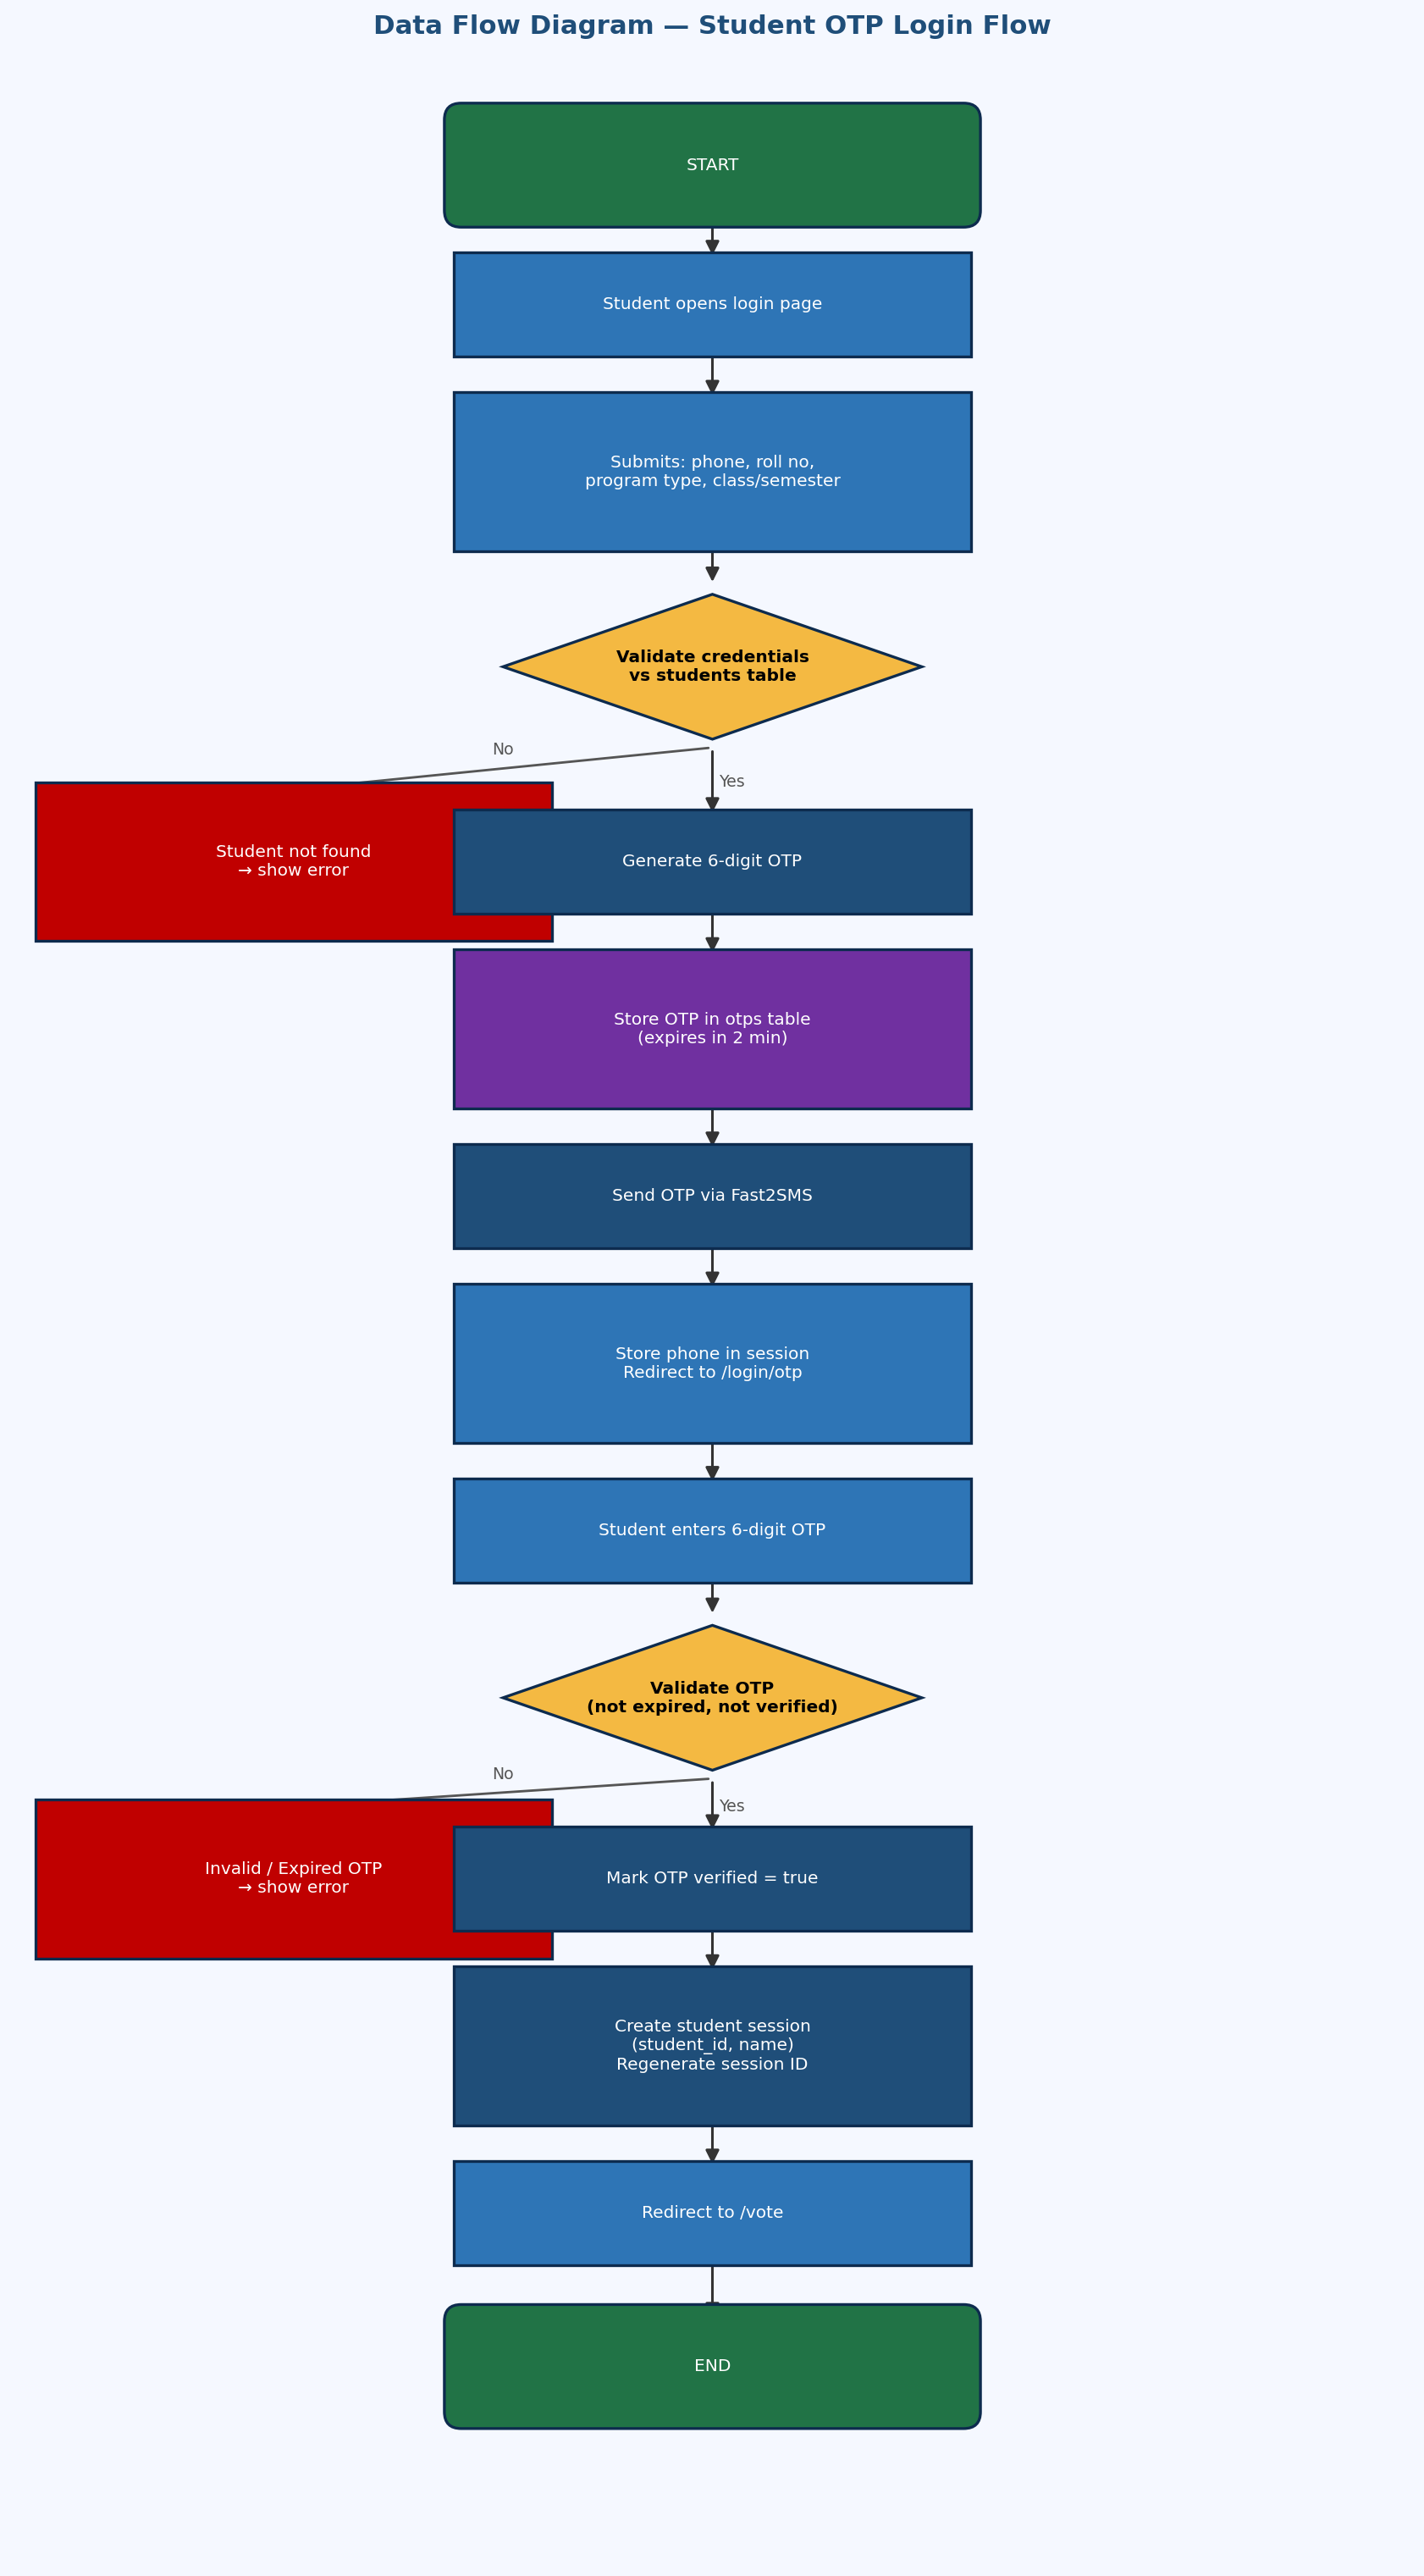 Data Flow Diagram — Student OTP Login Flow
START
Student opens login page
Submits: phone, roll no,
program type, class/semester
Validate credentials
vs students table
No
Yes
Student not found
→ show error
Generate 6-digit OTP
Store OTP in otps table
(expires in 2 min)
Send OTP via Fast2SMS
Store phone in session
Redirect to /login/otp
Student enters 6-digit OTP
Validate OTP
(not expired, not verified)
No
Yes
Invalid / Expired OTP
→ show error
Mark OTP verified = true
Create student session
(student_id, name)
Regenerate session ID
Redirect to /vote
END